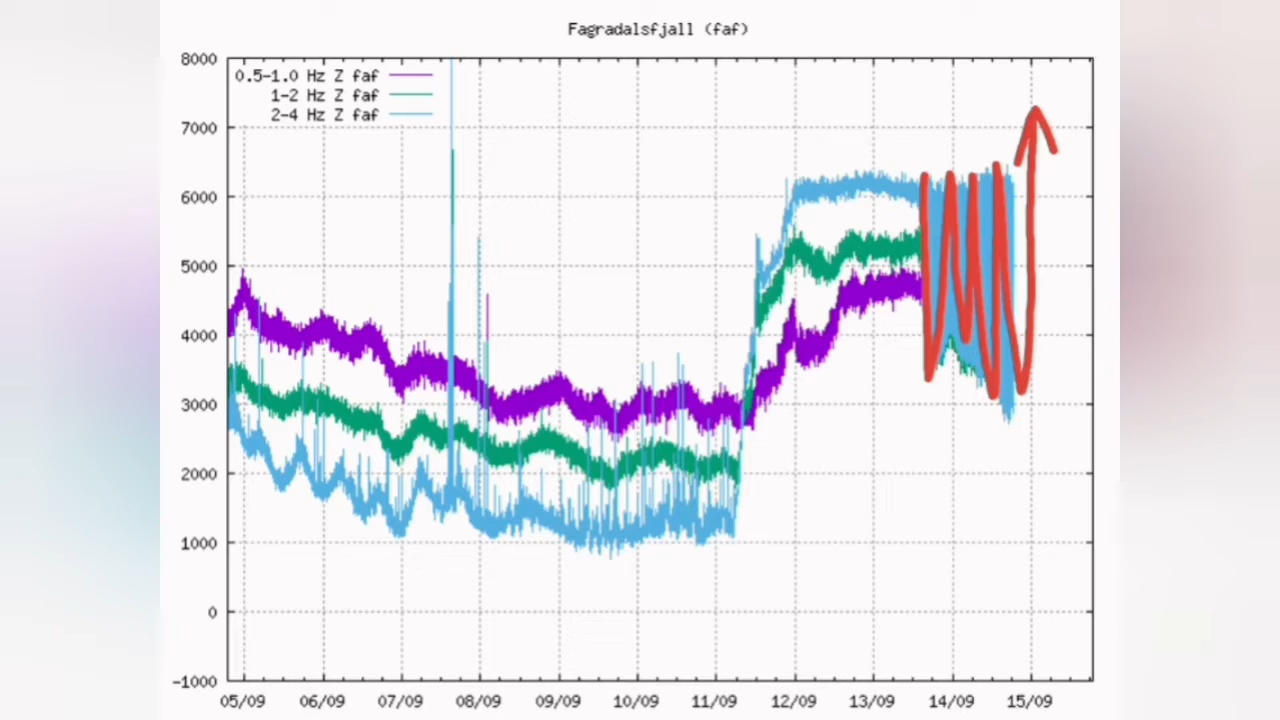 Fagradalsfjall (faf)
8000
0.5-1.0 Hz Z faf
1-2 Hz Z faf
2-4 Hz Z faf
7000
6000
5000
4000
3000
2000
1000
0
-1000
05/09 06/09 07/09 08/09 09/09 10/09 11/09 12/09 13/09 14/09 15/09